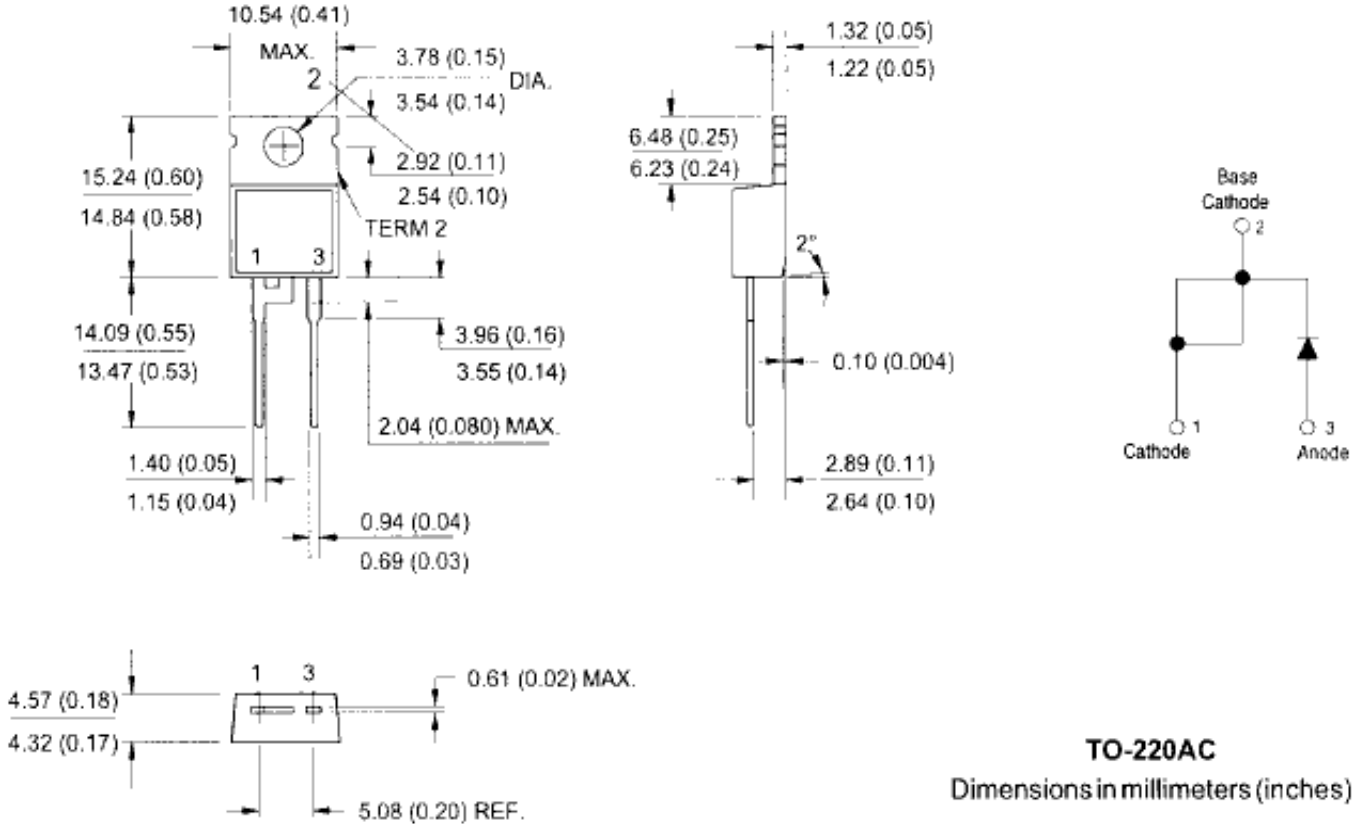 10.54 (0.41)
MAX.
2
3.78 (0.15)
3.54 (0.14)
DIA.
2.92 (0.11)
2.54 (0.10)
TERM 2
15.24 (0.60)
14.84 (0.58)
1 3
14.09 (0.55)
13.47 (0.53)
3.96 (0.16)
3.55 (0.14)
2.04 (0.080) MAX.
1.40 (0.05)
1.15 (0.04)
0.94 (0.04)
0.69 (0.03)
1.32 (0.05)
1.22 (0.05)
6.48 (0.25)
6.23 (0.24)
2°
0.10 (0.004)
2.89 (0.11)
2.64 (0.10)
Base
Cathode
2
1
Cathode
3
Anode
1 3
0.61 (0.02) MAX.
4.57 (0.18)
4.32 (0.17)
5.08 (0.20) REF.
TO-220AC
Dimensions in millimeters (inches)